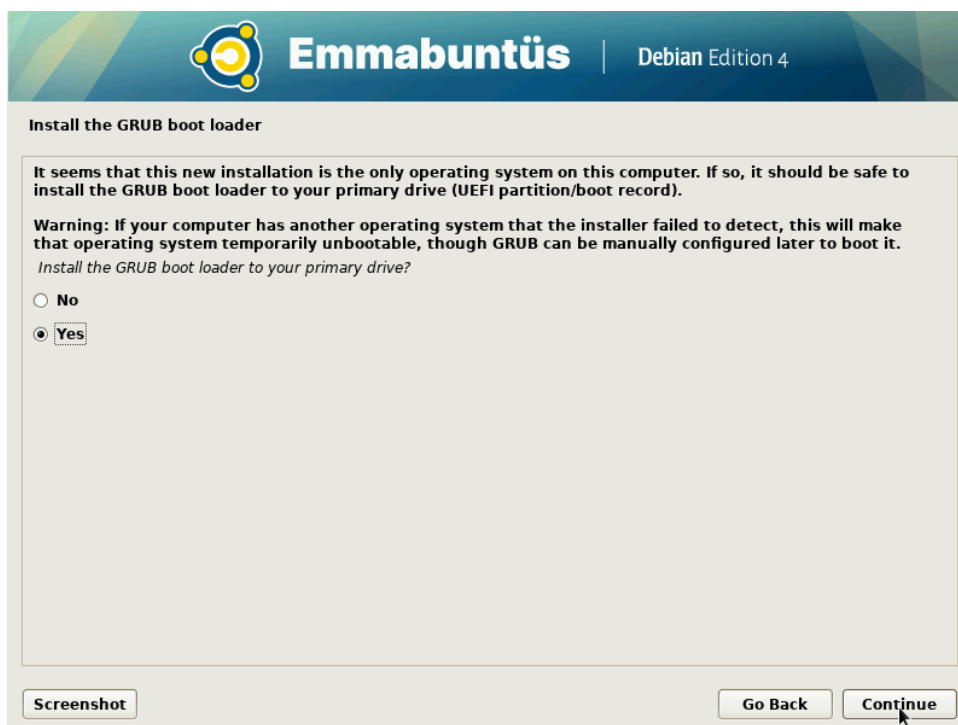 Emmabuntüs | Debian Edition 4
Install the GRUB boot loader
It seems that this new installation is the only operating system on this computer. If so, it should be safe to
install the GRUB boot loader to your primary drive (UEFI partition/boot record).
Warning: If your computer has another operating system that the installer failed to detect, this will make
that operating system temporarily unbootable, though GRUB can be manually configured later to boot it.
Install the GRUB boot loader to your primary drive?
No
Yes
Screenshot Go Back Continue